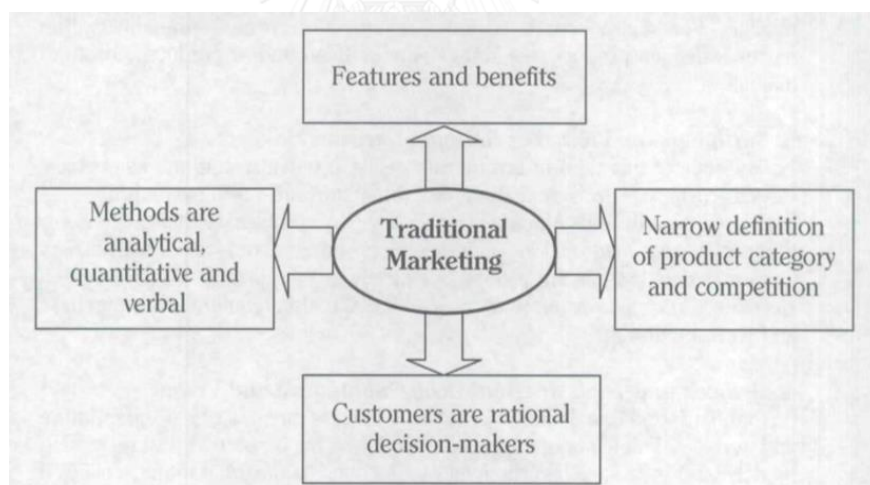 Features and benefits
Methods are
analytical,
quantitative and
verbal
Traditional
Marketing
Narrow definition
of product category
and competition
Customers are rational
decision-makers